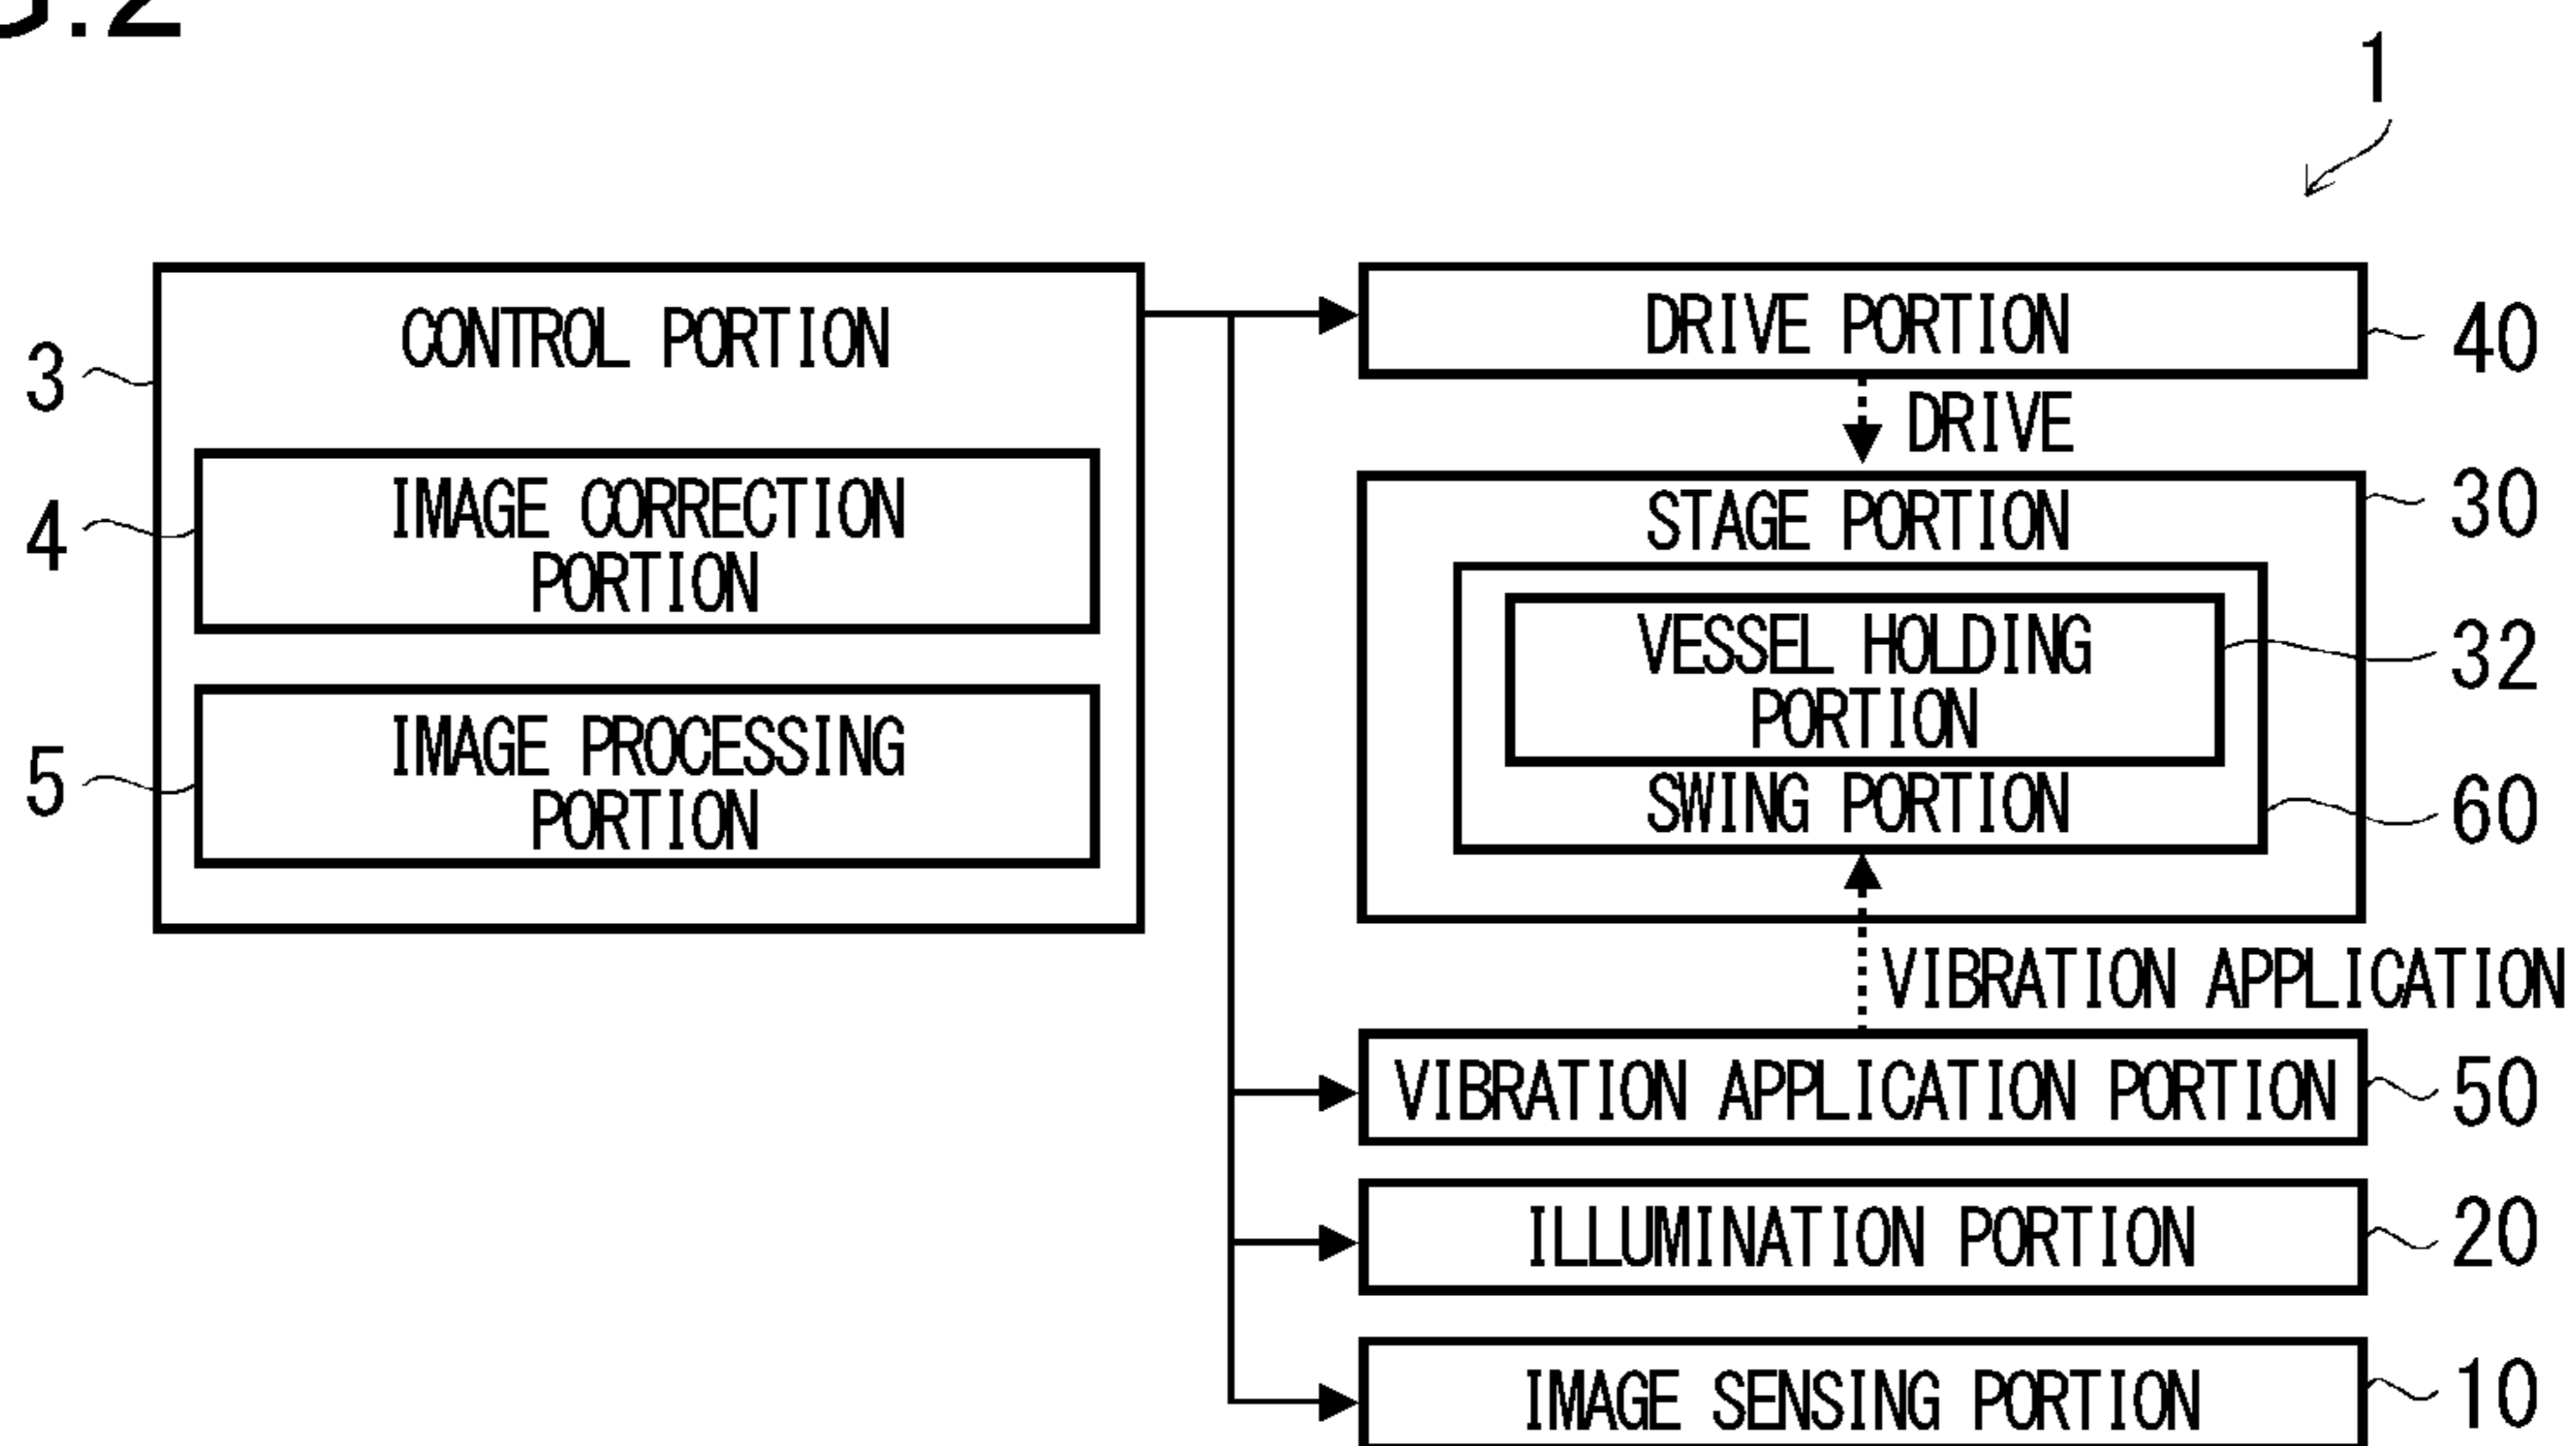 G.2
1
CONTROL PORTION
3
IMAGE CORRECTION
PORTION
4
IMAGE PROCESSING
PORTION
5
DRIVE PORTION
40
DRIVE
STAGE PORTION
30
VESSEL HOLDING
PORTION
32
SWING PORTION
60
VIBRATION APPLICATION
VIBRATION APPLICATION PORTION
50
ILLUMINATION PORTION
20
IMAGE SENSING PORTION
10